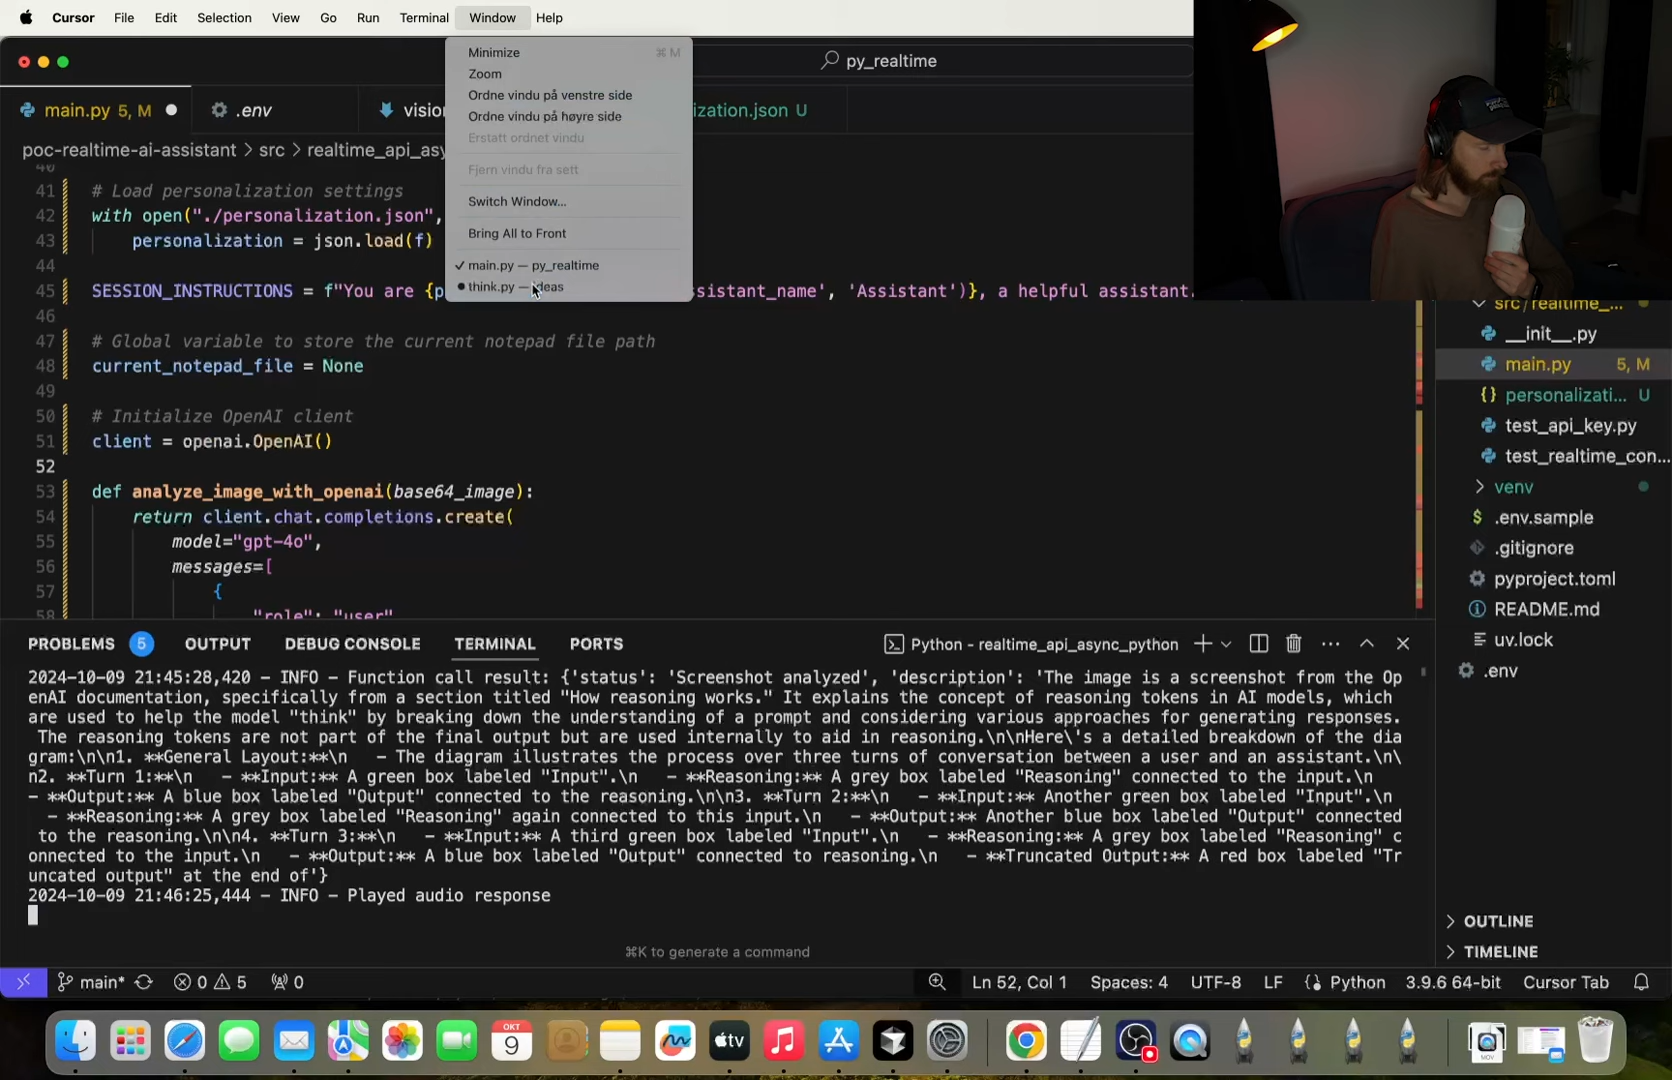 Cursor File Edit Selection View Go Run Terminal Window Help
Minimize ⌘ M
Zoom
Ordne vindu på venstre side
Ordne vindu på høyre side
Erstatt ordnet vindu
Fjern vindu fra sett
Switch Window...
Bring All to Front
✓ main.py — py_realtime
● think.py — ideas
py_realtime
main.py 5, M .env vision ization.json U
poc-realtime-ai-assistant > src > realtime_api_asy
40
41 # Load personalization settings
42 with open("./personalization.json",
43 personalization = json.load(f)
44
45 SESSION_INSTRUCTIONS = f"You are {p ssistant_name', 'Assistant')}, a helpful assistant.
46
47 # Global variable to store the current notepad file path
48 current_notepad_file = None
49
50 # Initialize OpenAI client
51 client = openai.OpenAI()
52
53 def analyze_image_with_openai(base64_image):
54 return client.chat.completions.create(
55 model="gpt-4o",
56 messages=[
57 {
58 "role": "user"
src/realtime_...
__init__.py
main.py 5, M
{} personalizati... U
test_api_key.py
test_realtime_con...
> venv
$ .env.sample
.gitignore
pyproject.toml
README.md
uv.lock
.env
> OUTLINE
> TIMELINE
PROBLEMS 5 OUTPUT DEBUG CONSOLE TERMINAL PORTS Python - realtime_api_async_python
2024-10-09 21:45:28,420 - INFO - Function call result: {'status': 'Screenshot analyzed', 'description': 'The image is a screenshot from the Op
enAI documentation, specifically from a section titled "How reasoning works." It explains the concept of reasoning tokens in AI models, which
are used to help the model "think" by breaking down the understanding of a prompt and considering various approaches for generating responses.
The reasoning tokens are not part of the final output but are used internally to aid in reasoning.\n\nHere\'s a detailed breakdown of the dia
gram:\n\n1. **General Layout:**\n - The diagram illustrates the process over three turns of conversation between a user and an assistant.\n\
n2. **Turn 1:**\n - **Input:** A green box labeled "Input".\n - **Reasoning:** A grey box labeled "Reasoning" connected to the input.\n
- **Output:** A blue box labeled "Output" connected to the reasoning.\n\n3. **Turn 2:**\n - **Input:** Another green box labeled "Input".\n
- **Reasoning:** A grey box labeled "Reasoning" again connected to this input.\n - **Output:** Another blue box labeled "Output" connected
to the reasoning.\n\n4. **Turn 3:**\n - **Input:** A third green box labeled "Input".\n - **Reasoning:** A grey box labeled "Reasoning" c
onnected to the input.\n - **Output:** A blue box labeled "Output" connected to reasoning.\n - **Truncated Output:** A red box labeled "Tr
uncated output" at the end of'}
2024-10-09 21:46:25,444 - INFO - Played audio response
⌘K to generate a command
main* 0 5 0 Ln 52, Col 1 Spaces: 4 UTF-8 LF Python 3.9.6 64-bit Cursor Tab
OKT
9
tv
MOV